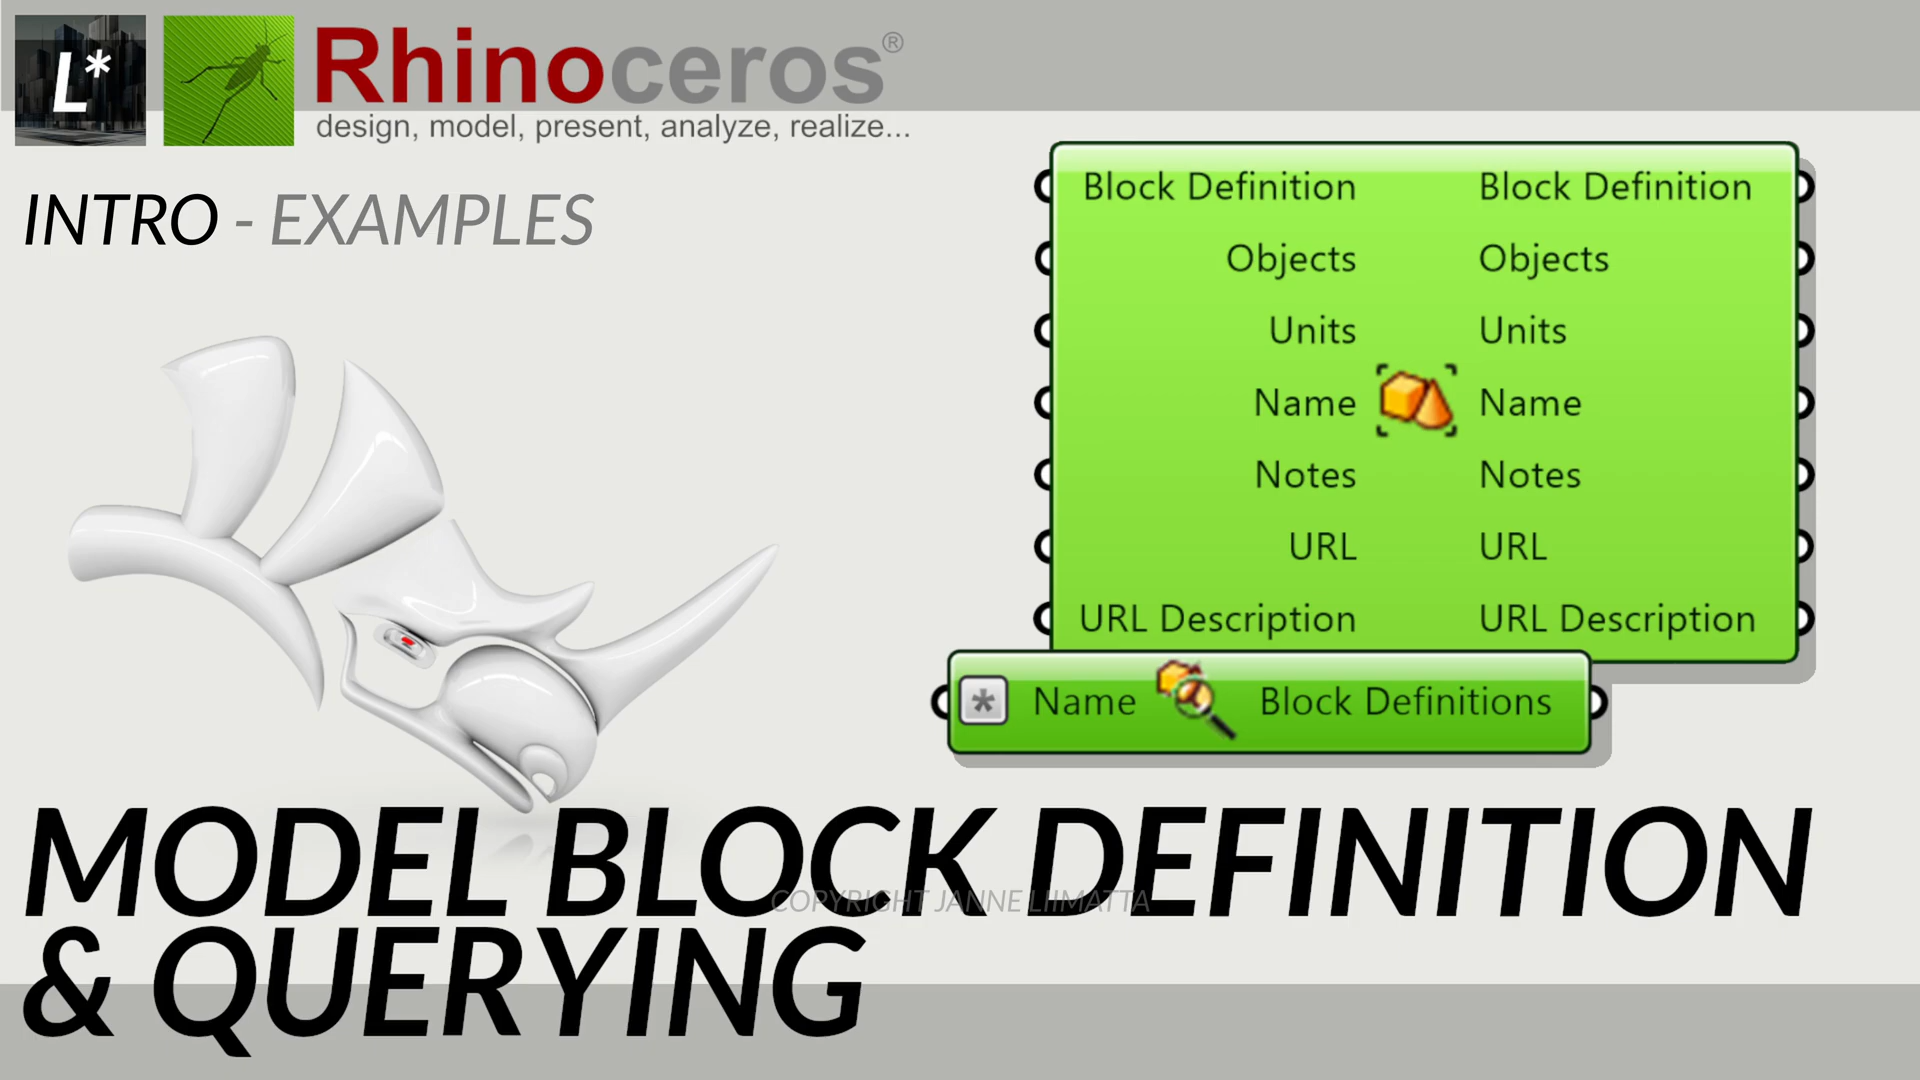 L*
Rhinoceros®
design, model, present, analyze, realize...
INTRO - EXAMPLES
Block Definition Block Definition
Objects Objects
Units Units
Name Name
Notes Notes
URL URL
URL Description URL Description
* Name Block Definitions
MODEL BLOCK DEFINITION
COPYRIGHT JANNE LIIMATTA
& QUERYING